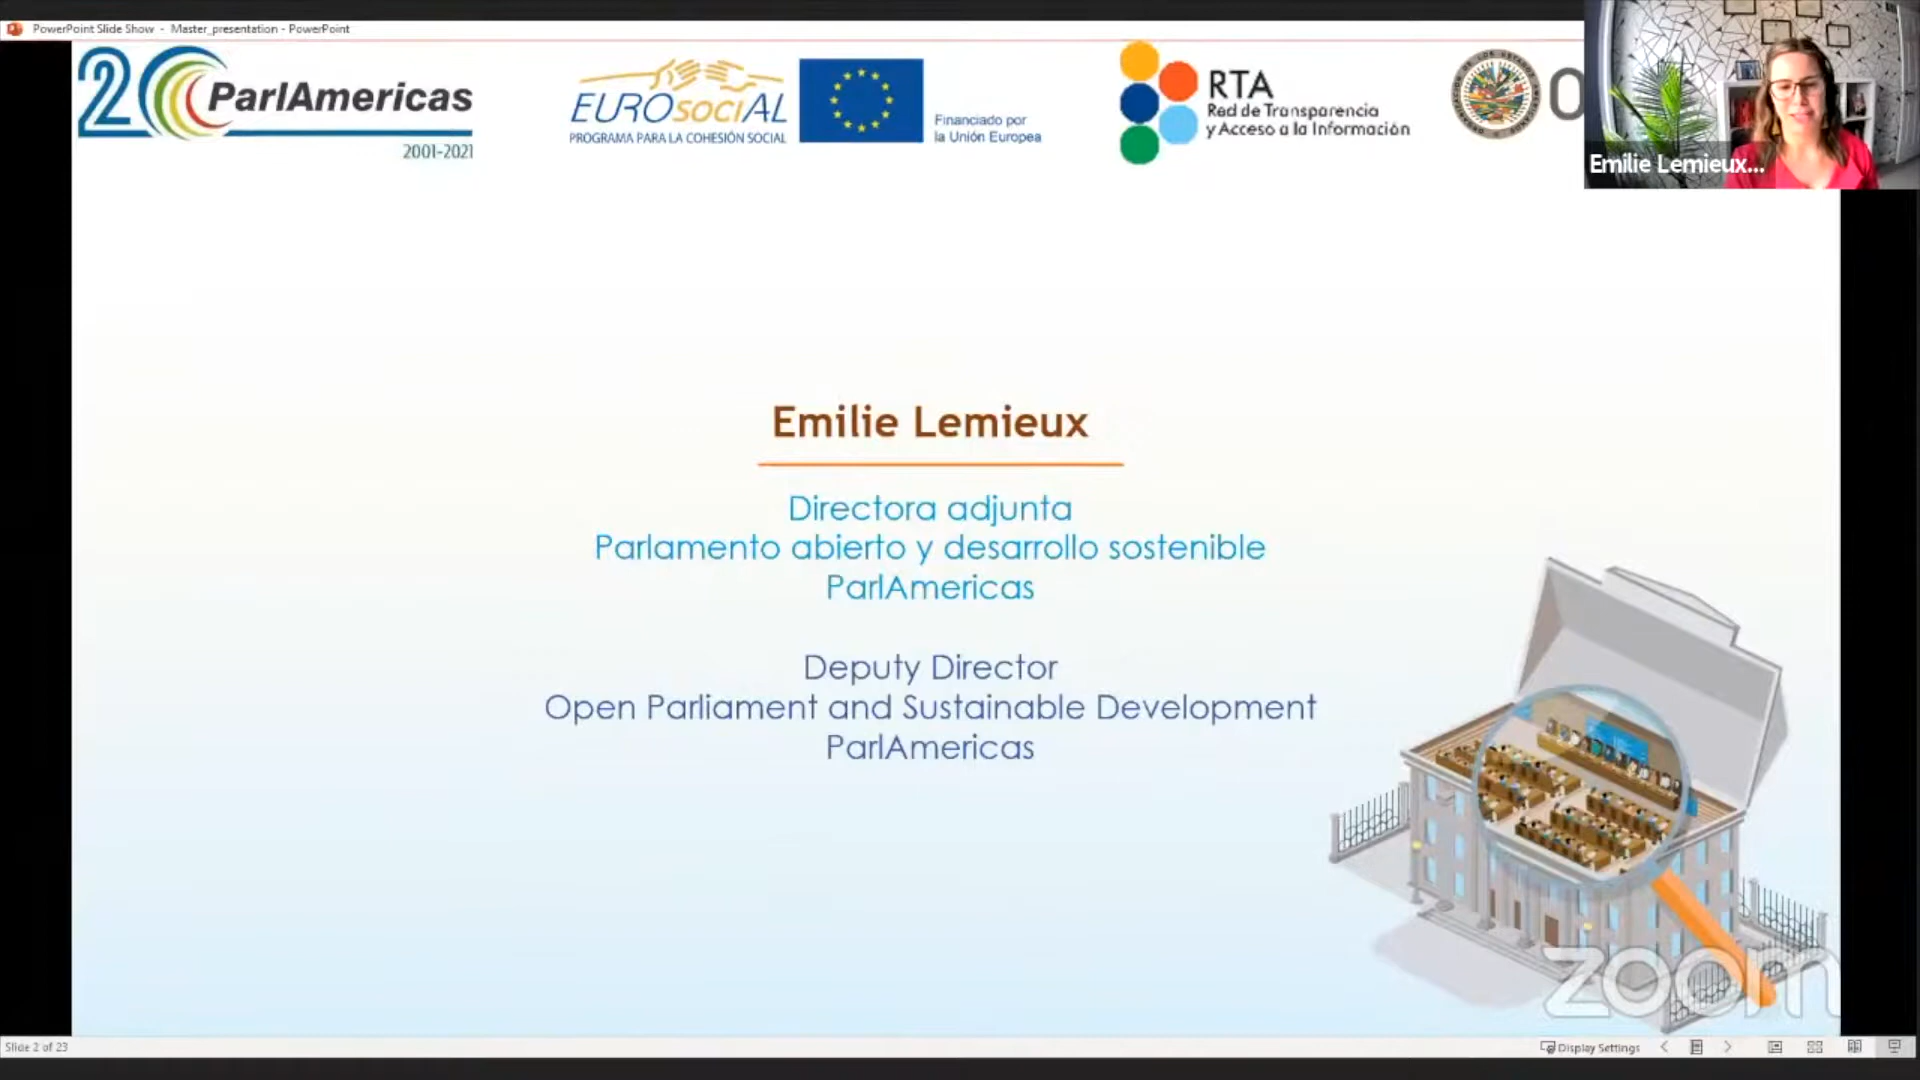 PowerPoint Slide Show - Master_presentation - PowerPoint
20 ParlAmericas
2001-2021
EUROsociAL
PROGRAMA PARA LA COHESIÓN SOCIAL
Financiado por
la Unión Europea
RTA
Red de Transparencia
y Acceso a la Información
O
Emilie Lemieux...
Emilie Lemieux
Directora adjunta
Parlamento abierto y desarrollo sostenible
ParlAmericas
Deputy Director
Open Parliament and Sustainable Development
ParlAmericas
zoom
Slide 2 of 23
Display Settings